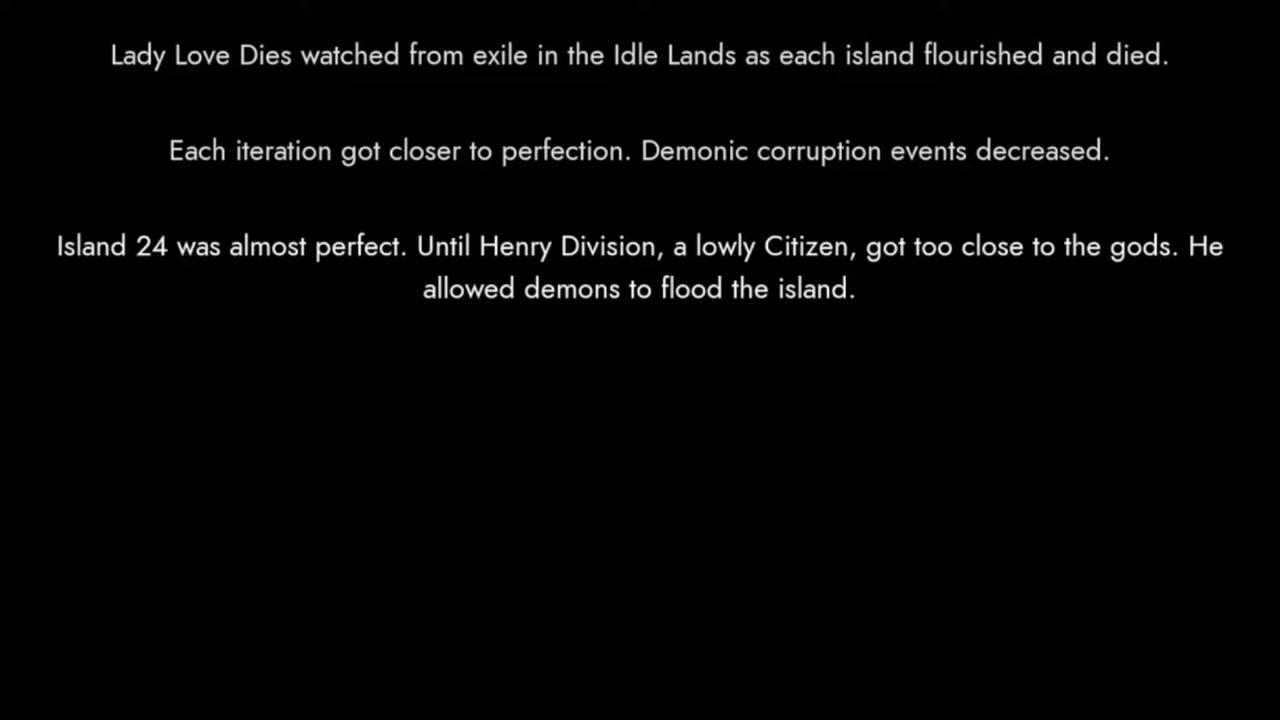 Lady Love Dies watched from exile in the Idle Lands as each island flourished and died.
Each iteration got closer to perfection. Demonic corruption events decreased.
Island 24 was almost perfect. Until Henry Division, a lowly Citizen, got too close to the gods. He
allowed demons to flood the island.